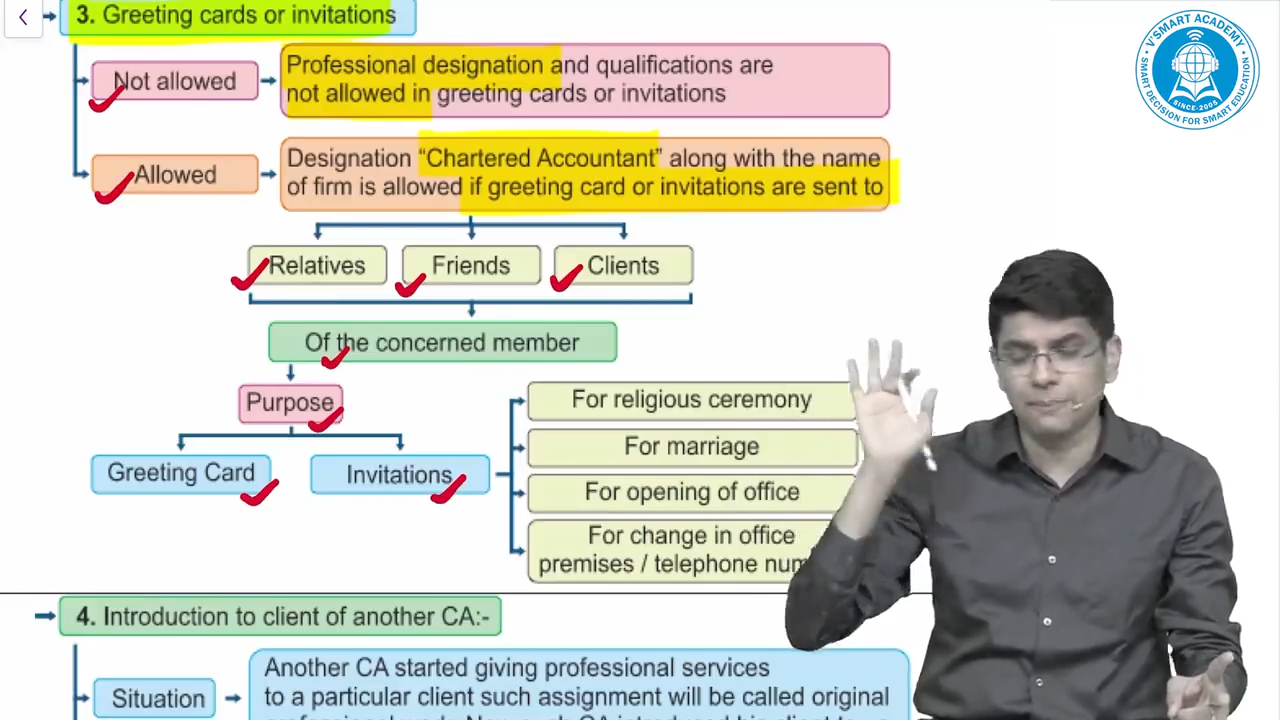 3. Greeting cards or invitations
Not allowed
Professional designation and qualifications are
not allowed in greeting cards or invitations
Allowed
Designation “Chartered Accountant” along with the name
of firm is allowed if greeting card or invitations are sent to
Relatives
Friends
Clients
Of the concerned member
Purpose
Greeting Card
Invitations
For religious ceremony
For marriage
For opening of office
For change in office
premises / telephone
4. Introduction to client of another CA:-
Situation
Another CA started giving professional services
to a particular client such assignment will be called original
V'SMART ACADEMY
SINCE-2005
SMART DECISION FOR SMART EDUCATION